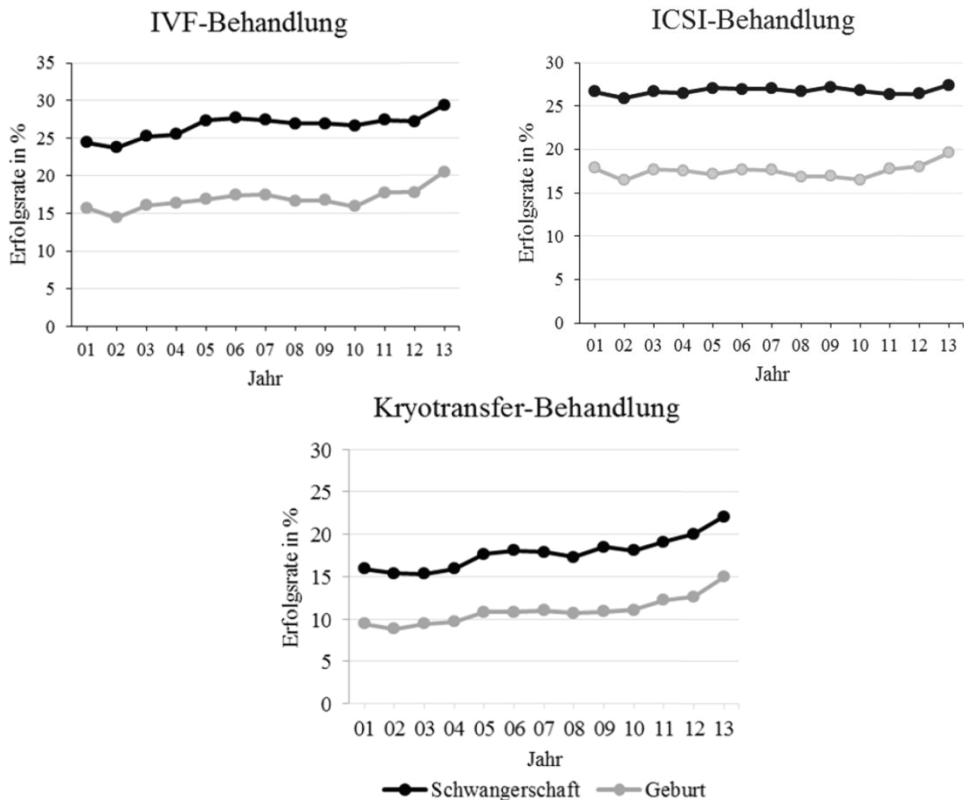 IVF-Behandlung
Erfolgsrate in %
35
30
25
20
15
10
5
0
01 02 03 04 05 06 07 08 09 10 11 12 13
Jahr
ICSI-Behandlung
Erfolgsrate in %
30
25
20
15
10
5
0
01 02 03 04 05 06 07 08 09 10 11 12 13
Jahr
Kryotransfer-Behandlung
Erfolgsrate in %
30
25
20
15
10
5
0
01 02 03 04 05 06 07 08 09 10 11 12 13
Jahr
Schwangerschaft Geburt